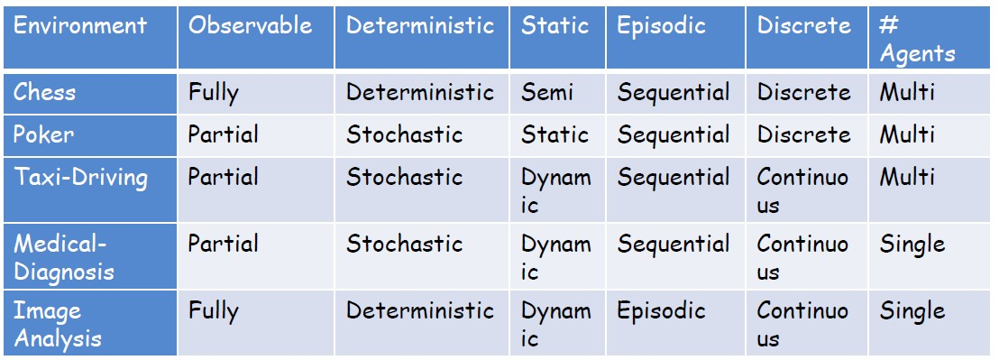 Environment Observable Deterministic Static Episodic Discrete #
Agents
Chess Fully Deterministic Semi Sequential Discrete Multi
Poker Partial Stochastic Static Sequential Discrete Multi
Taxi-Driving Partial Stochastic Dynam Sequential Continuo Multi
ic us
Medical- Partial Stochastic Dynam Sequential Continuo Single
Diagnosis ic us
Image Fully Deterministic Dynam Episodic Continuo Single
Analysis ic us